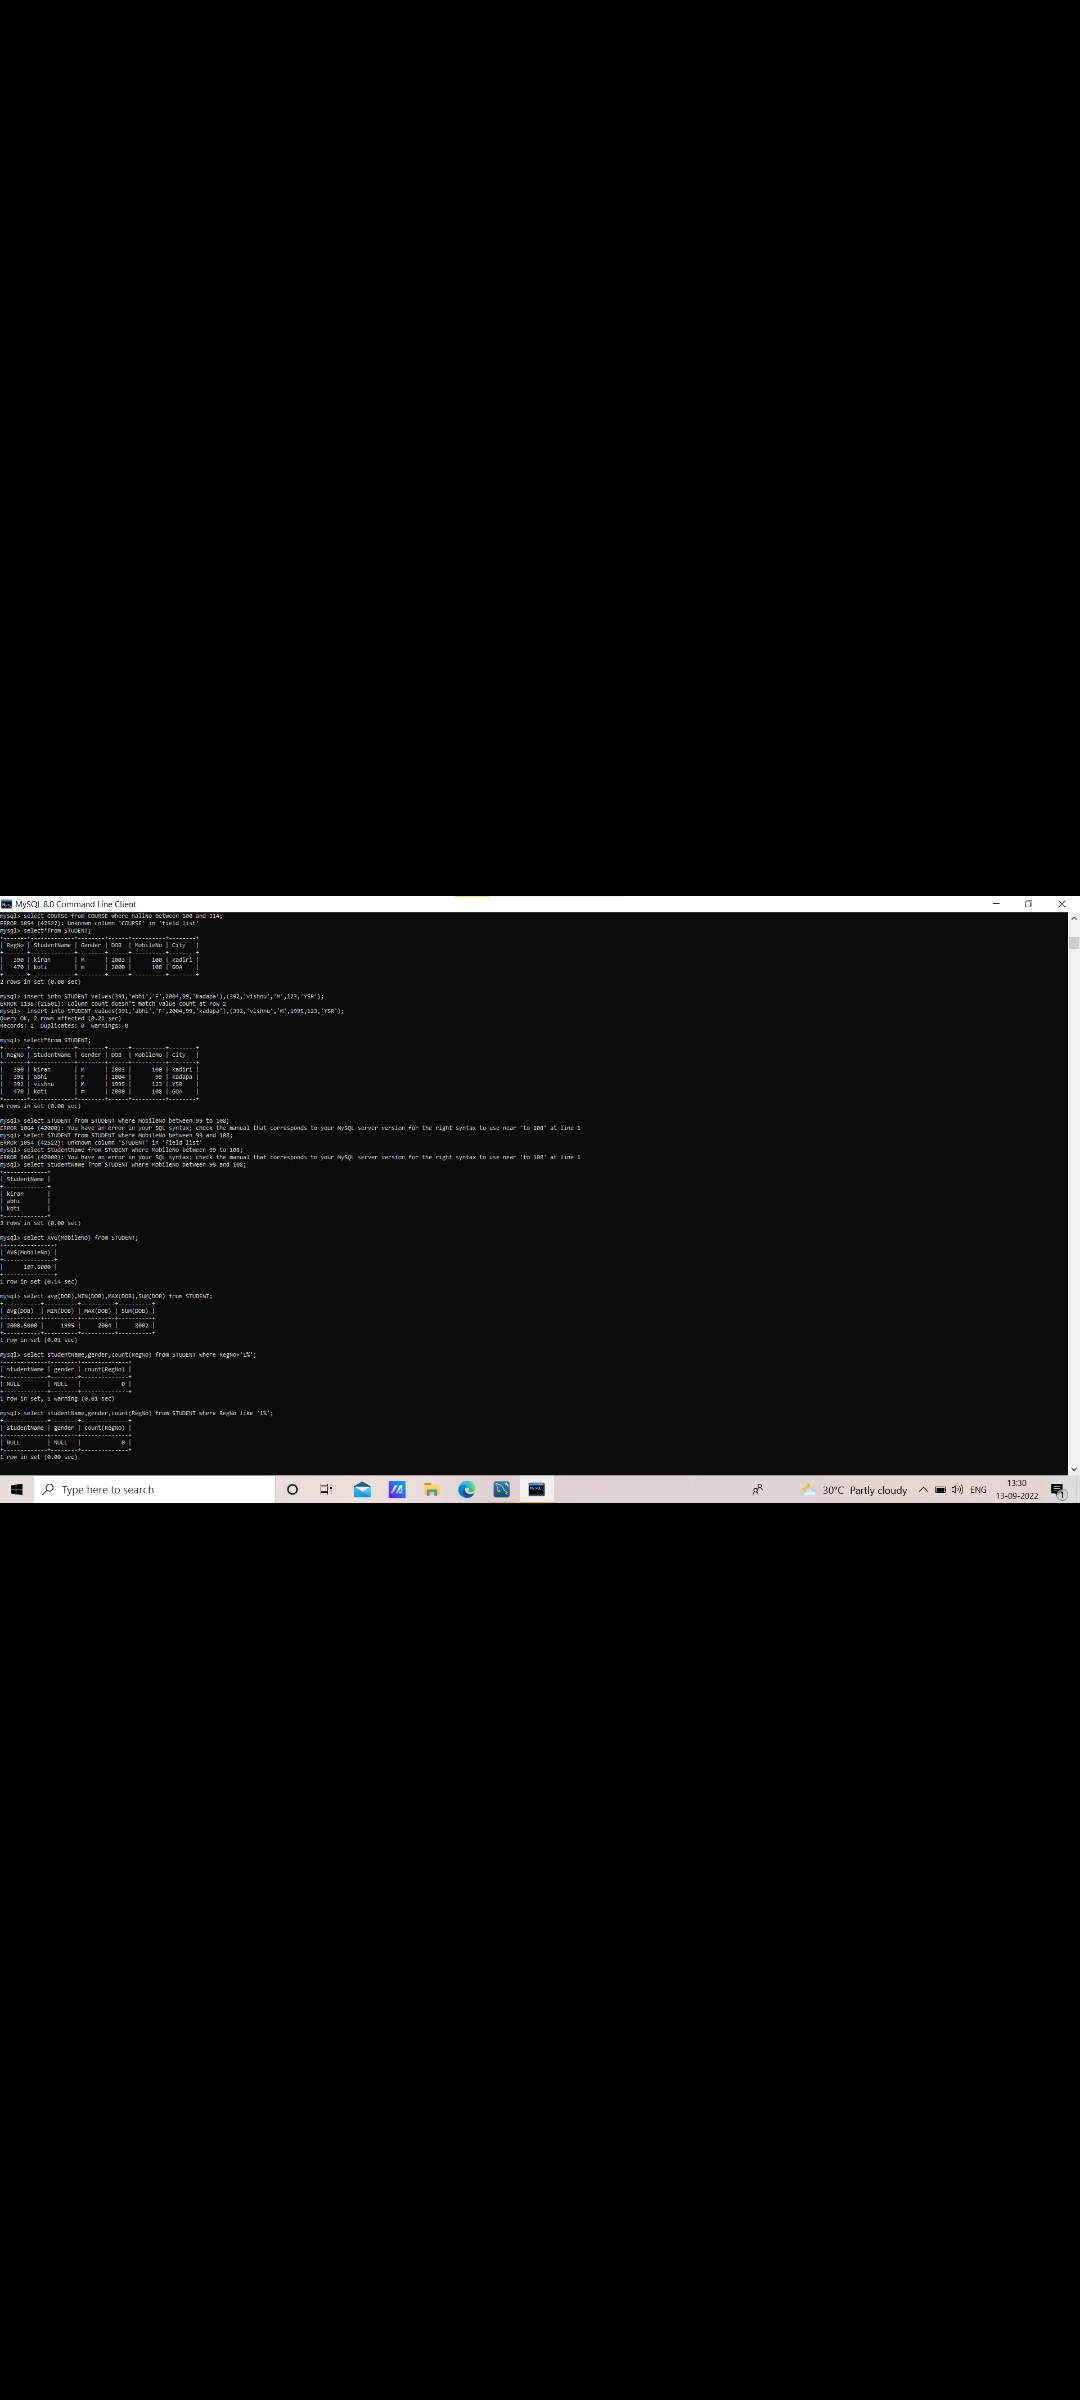 MySQL 8.0 Command Line Client
mysql> select COURSE from COURSE where HallNo between 100 and 314;
ERROR 1054 (42S22): Unknown column 'COURSE' in 'field list'
mysql> select*from STUDENT;
+-------+-------------+--------+------+----------+--------+
| RegNo | StudentName | Gender | DOB | MobileNo | City |
+-------+-------------+--------+------+----------+--------+
| 390 | kiran | M | 2003 | 100 | kadiri |
| 470 | koti | m | 2000 | 108 | GOA |
+-------+-------------+--------+------+----------+--------+
2 rows in set (0.00 sec)
mysql> insert into STUDENT values(391,'abhi','F',2004,99,'kadapa'),(392,'vishnu','M',123,'YSR');
ERROR 1136 (21S01): Column count doesn't match value count at row 2
mysql> insert into STUDENT values(391,'abhi','F',2004,99,'kadapa'),(392,'vishnu','M',1995,123,'YSR');
Query OK, 2 rows affected (0.21 sec)
Records: 2 Duplicates: 0 Warnings: 0
mysql> select*from STUDENT;
+-------+-------------+--------+------+----------+--------+
| RegNo | StudentName | Gender | DOB | MobileNo | City |
+-------+-------------+--------+------+----------+--------+
| 390 | kiran | M | 2003 | 100 | kadiri |
| 391 | abhi | F | 2004 | 99 | kadapa |
| 392 | vishnu | M | 1995 | 123 | YSR |
| 470 | koti | m | 2000 | 108 | GOA |
+-------+-------------+--------+------+----------+--------+
4 rows in set (0.00 sec)
mysql> select STUDENT from STUDENT where MobileNo between 99 to 108;
ERROR 1064 (42000): You have an error in your SQL syntax; check the manual that corresponds to your MySQL server version for the right syntax to use near 'to 108' at line 1
mysql> select STUDENT from STUDENT where MobileNo between 99 and 108;
ERROR 1054 (42S22): Unknown column 'STUDENT' in 'field list'
mysql> select StudentName from STUDENT where MobileNo between 99 to 108;
ERROR 1064 (42000): You have an error in your SQL syntax; check the manual that corresponds to your MySQL server version for the right syntax to use near 'to 108' at line 1
mysql> select StudentName from STUDENT where MobileNo between 99 and 108;
+-------------+
| StudentName |
+-------------+
| kiran |
| abhi |
| koti |
+-------------+
3 rows in set (0.00 sec)
mysql> select AVG(MobileNo) from STUDENT;
+---------------+
| AVG(MobileNo) |
+---------------+
| 107.5000 |
+---------------+
1 row in set (0.14 sec)
mysql> select avg(DOB),MIN(DOB),MAX(DOB),SUM(DOB) from STUDENT;
+-----------+----------+----------+----------+
| avg(DOB) | MIN(DOB) | MAX(DOB) | SUM(DOB) |
+-----------+----------+----------+----------+
| 2000.5000 | 1995 | 2004 | 8002 |
+-----------+----------+----------+----------+
1 row in set (0.01 sec)
mysql> select studentName,gender,count(RegNo) from STUDENT where RegNo='1%';
+-------------+--------+--------------+
| studentName | gender | count(RegNo) |
+-------------+--------+--------------+
| NULL | NULL | 0 |
+-------------+--------+--------------+
1 row in set, 1 warning (0.01 sec)
mysql> select studentName,gender,count(RegNo) from STUDENT where RegNo like '1%';
+-------------+--------+--------------+
| studentName | gender | count(RegNo) |
+-------------+--------+--------------+
| NULL | NULL | 0 |
+-------------+--------+--------------+
1 row in set (0.00 sec)
Type here to search
30°C Partly cloudy
ENG
13:30
13-09-2022
1